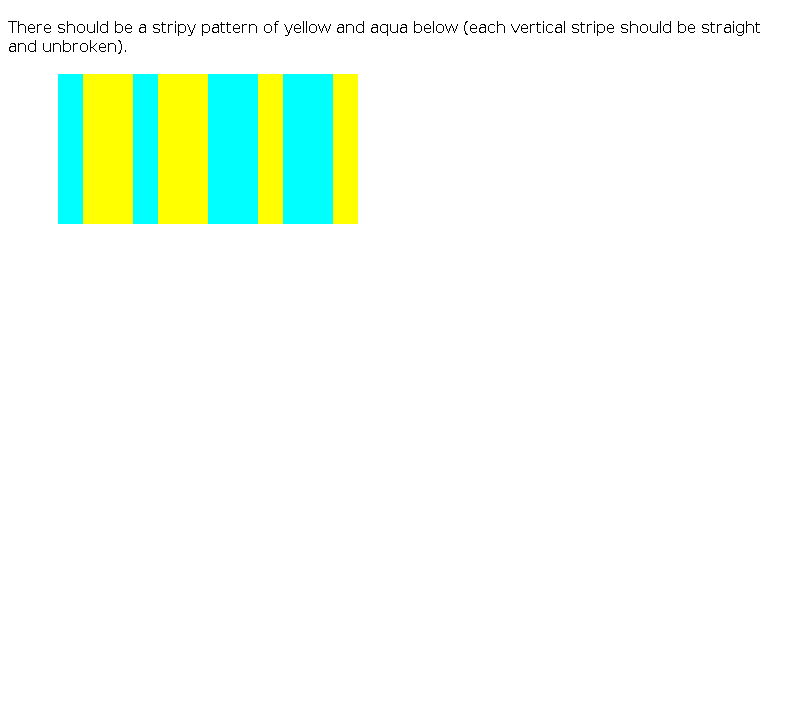 There should be a stripy pattern of yellow and aqua below (each vertical stripe should be straight
and unbroken).